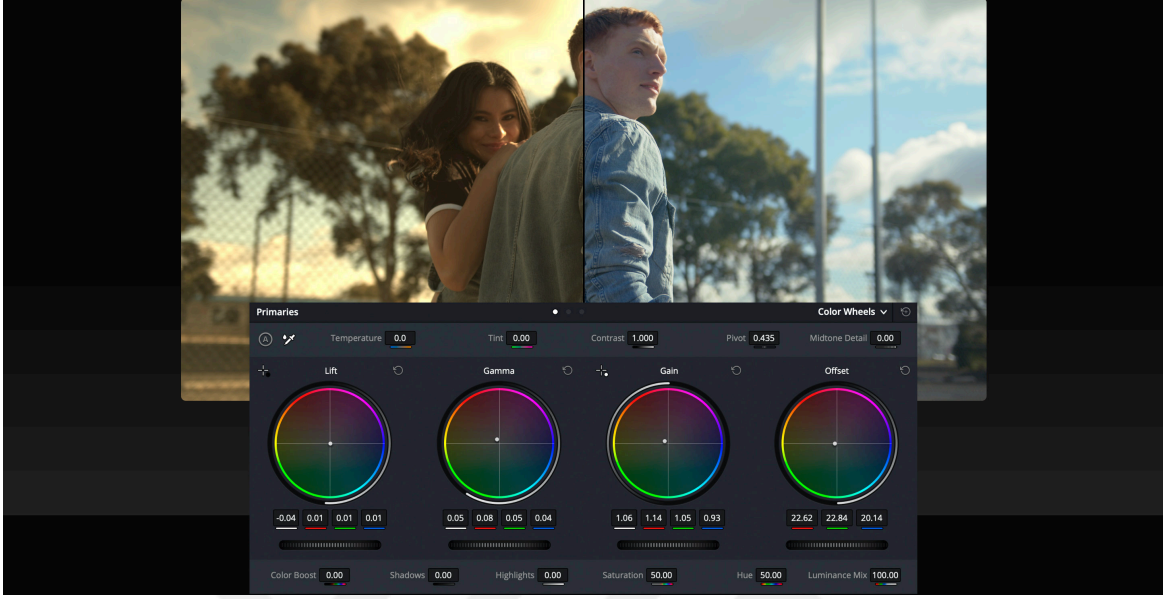 Primaries
Color Wheels
A
Temperature 0.0 Tint 0.00 Contrast 1.000 Pivot 0.435 Midtone Detail 0.00
Lift Gamma Gain Offset
-0.04 0.01 0.01 0.01 0.05 0.08 0.05 0.04 1.06 1.14 1.05 0.93 22.62 22.84 20.14
Color Boost 0.00 Shadows 0.00 Highlights 0.00 Saturation 50.00 Hue 50.00 Luminance Mix 100.00